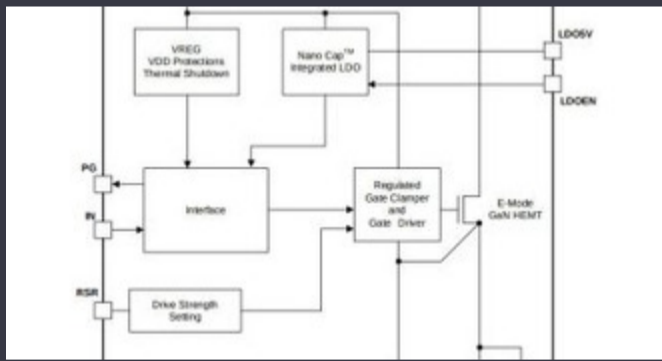 VREG
VDD Protections
Thermal Shutdown
Nano Cap™
Integrated LDO
LDO5V
LDOEN
PG
IN
Interface
Regulated
Gate Clamper
and
Gate Driver
E-Mode
GaN HEMT
RSR
Drive Strength
Setting